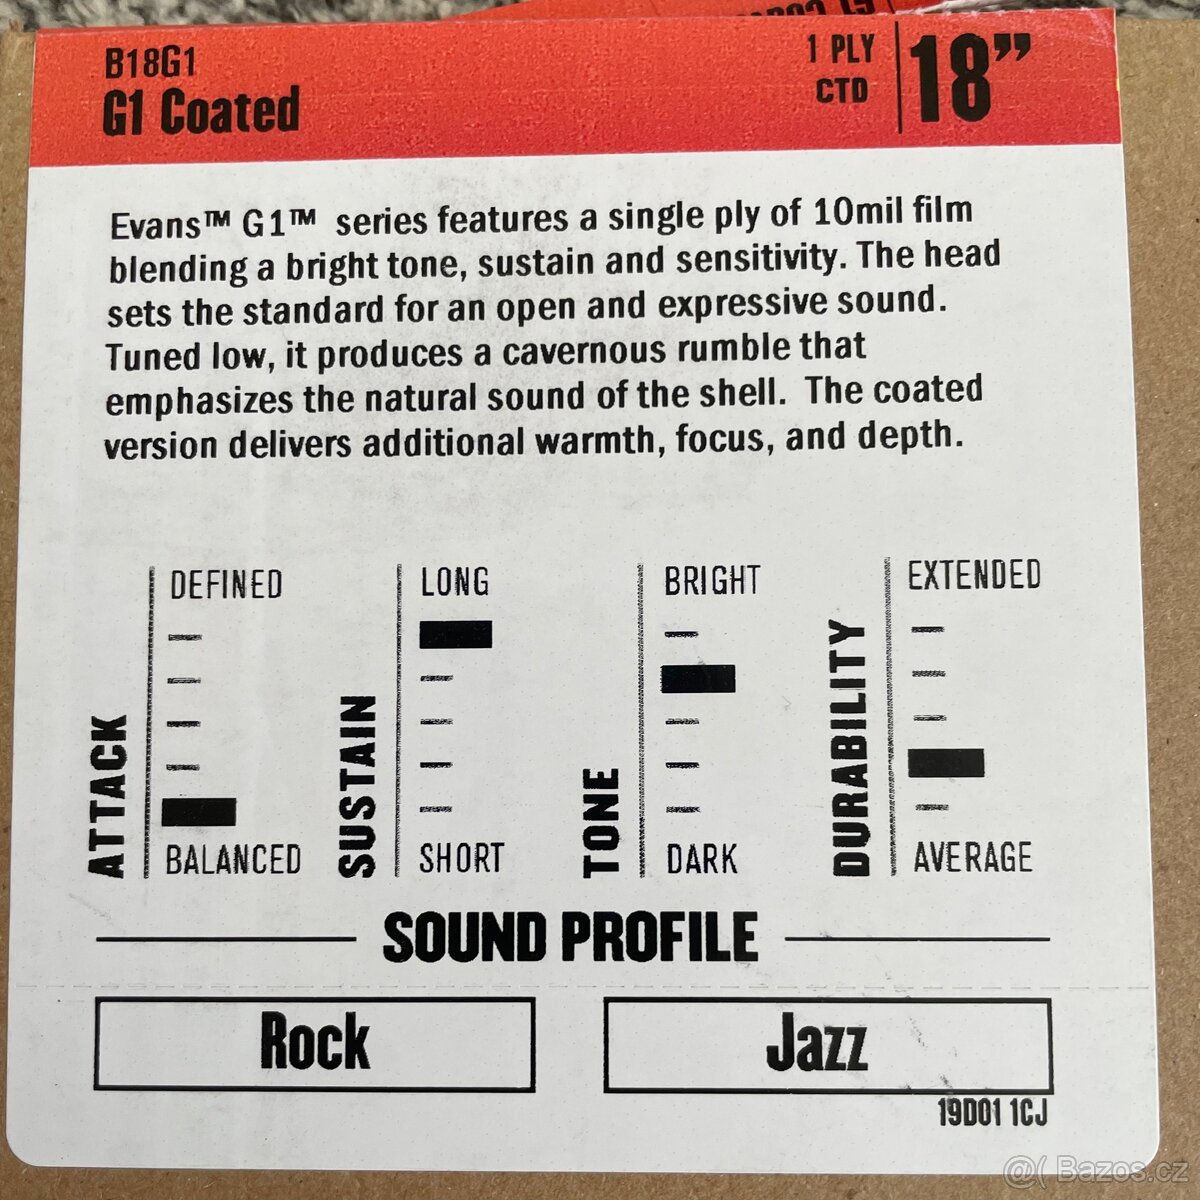 B18G1
G1 Coated
1 PLY
CTD
18”
Evans™ G1™ series features a single ply of 10mil film
blending a bright tone, sustain and sensitivity. The head
sets the standard for an open and expressive sound.
Tuned low, it produces a cavernous rumble that
emphasizes the natural sound of the shell. The coated
version delivers additional warmth, focus, and depth.
ATTACK
DEFINED
BALANCED
SUSTAIN
LONG
SHORT
TONE
BRIGHT
DARK
DURABILITY
EXTENDED
AVERAGE
SOUND PROFILE
Rock
Jazz
19D01 1CJ
@( Bazos.cz